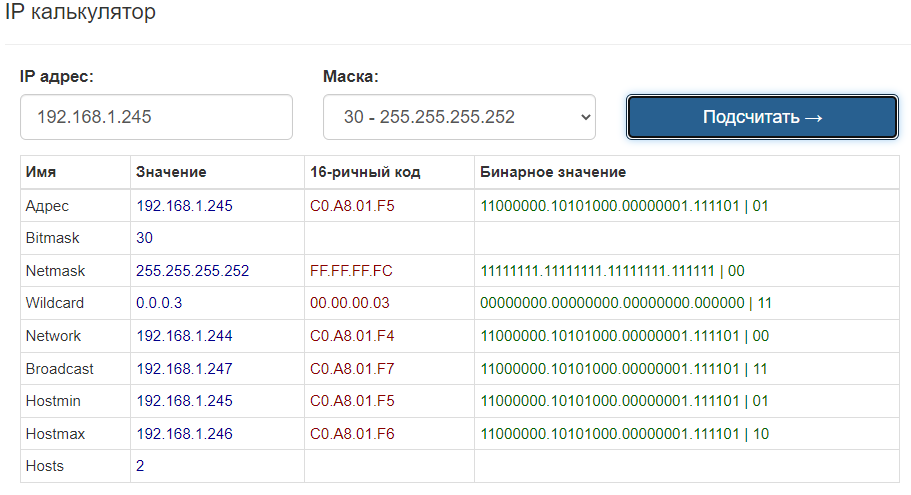 IP калькулятор
IP адрес: Маска:
192.168.1.245 30 - 255.255.255.252 Подсчитать →
Имя Значение 16-ричный код Бинарное значение
Адрес 192.168.1.245 C0.A8.01.F5 11000000.10101000.00000001.111101 | 01
Bitmask 30
Netmask 255.255.255.252 FF.FF.FF.FC 11111111.11111111.11111111.111111 | 00
Wildcard 0.0.0.3 00.00.00.03 00000000.00000000.00000000.000000 | 11
Network 192.168.1.244 C0.A8.01.F4 11000000.10101000.00000001.111101 | 00
Broadcast 192.168.1.247 C0.A8.01.F7 11000000.10101000.00000001.111101 | 11
Hostmin 192.168.1.245 C0.A8.01.F5 11000000.10101000.00000001.111101 | 01
Hostmax 192.168.1.246 C0.A8.01.F6 11000000.10101000.00000001.111101 | 10
Hosts 2